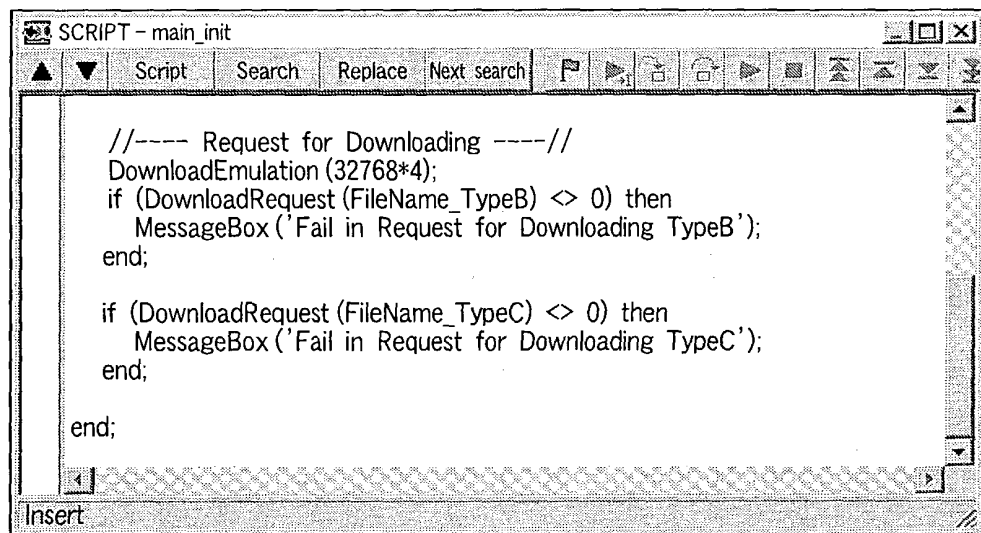 SCRIPT - main_init
Script Search Replace Next search
//---- Request for Downloading ----//
DownloadEmulation (32768*4);
if (DownloadRequest (FileName_TypeB) <> 0) then
MessageBox ('Fail in Request for Downloading TypeB');
end;
if (DownloadRequest (FileName_TypeC) <> 0) then
MessageBox ('Fail in Request for Downloading TypeC');
end;
end;
Insert